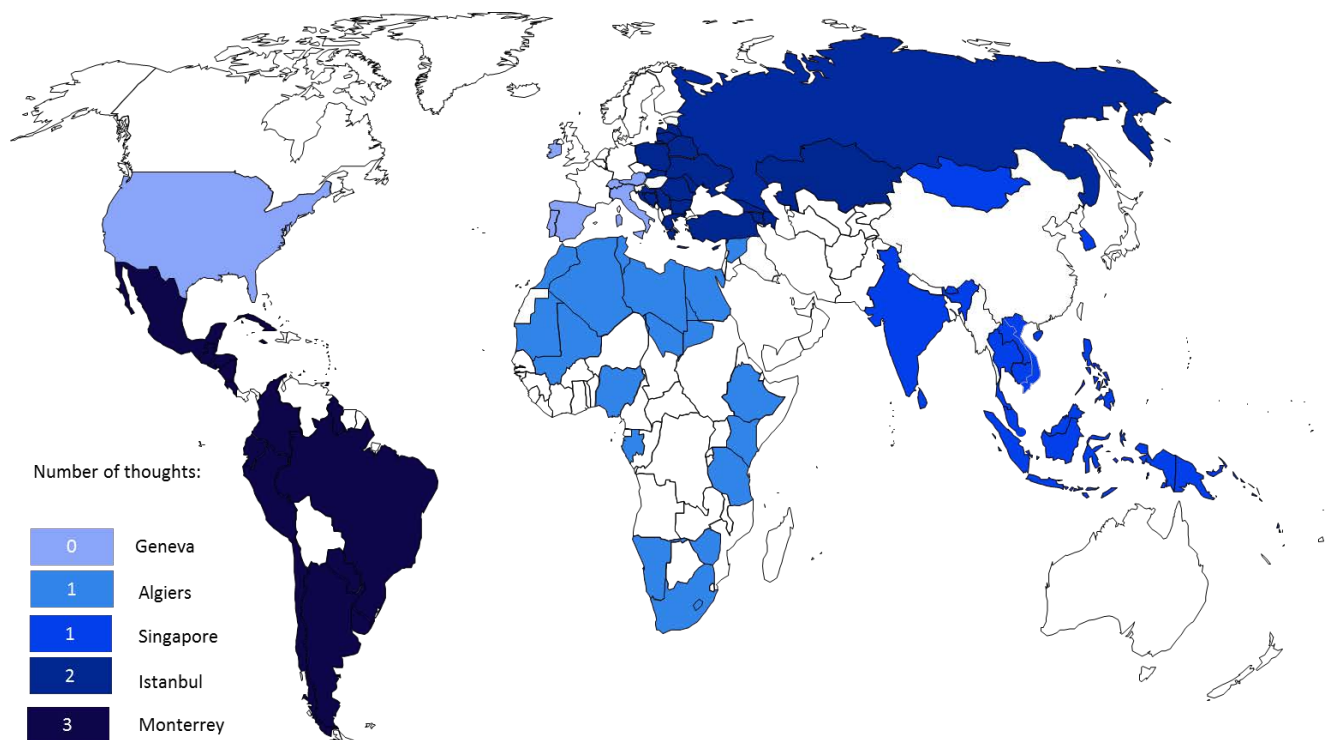 Number of thoughts:
0 Geneva
1 Algiers
1 Singapore
2 Istanbul
3 Monterrey